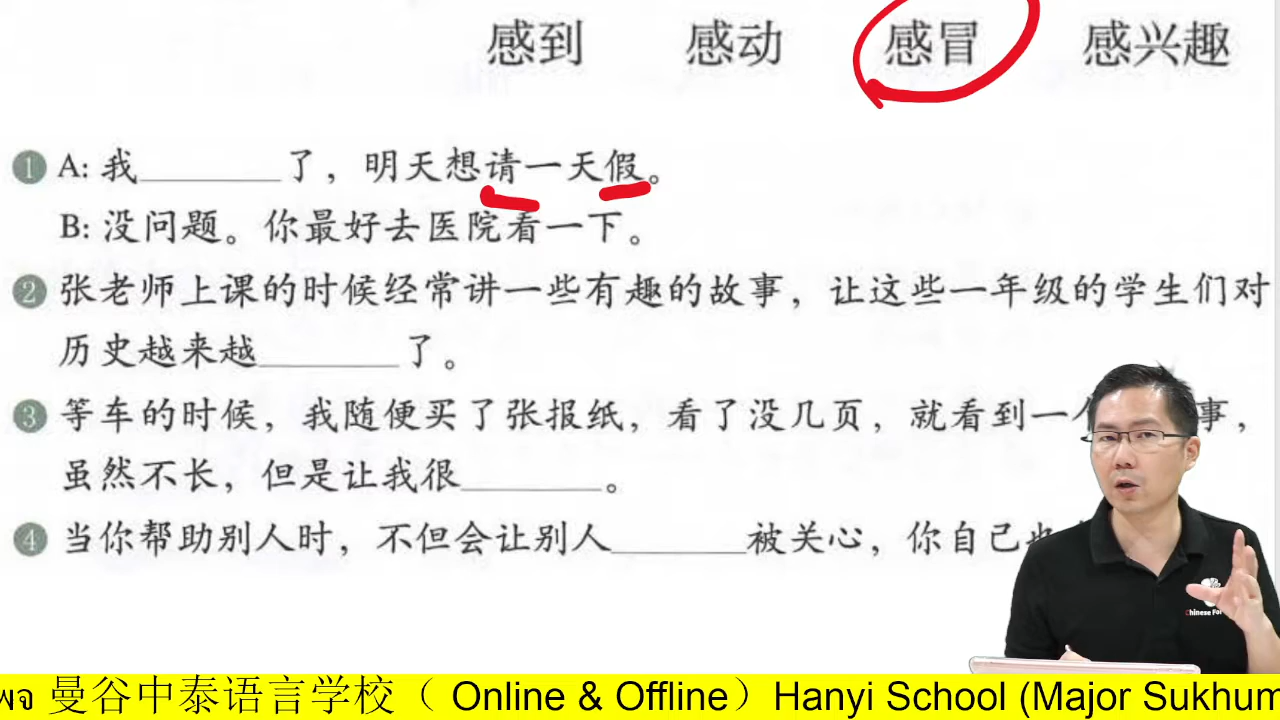 感到 感动 感冒 感兴趣
1 A: 我________了，明天想请一天假。
B: 没问题。你最好去医院看一下。
2 张老师上课的时候经常讲一些有趣的故事，让这些一年级的学生们对
历史越来越________了。
3 等车的时候，我随便买了张报纸，看了没几页，就看到一个 事，
虽然不长，但是让我很________。
4 当你帮助别人时，不但会让别人________被关心，你自己也
Chinese For
พจ 曼谷中泰语言学校（ Online & Offline）Hanyi School (Major Sukhum